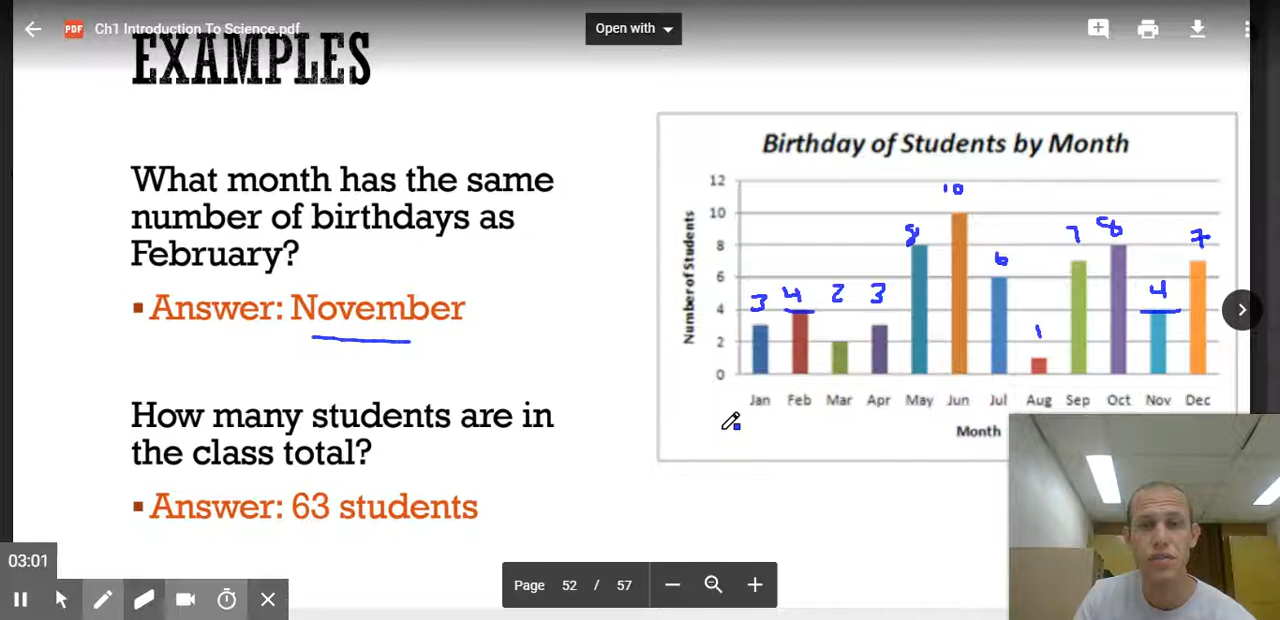 Ch1 Introduction To Science.pdf
PDF
Open with
EXAMPLES
What month has the same
number of birthdays as
February?
▪ Answer: November
How many students are in
the class total?
▪ Answer: 63 students
Birthday of Students by Month
Number of Students
12
10
8
6
4
2
0
3 4 2 3 8 10 6 1 7 8 4 7
Jan Feb Mar Apr May Jun Jul Aug Sep Oct Nov Dec
Month
03:01
Page 52 / 57